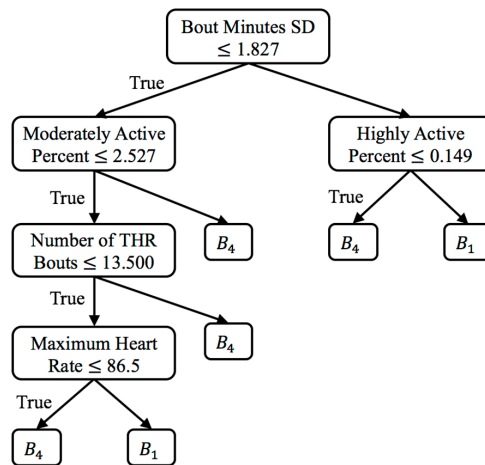 Bout Minutes SD
≤ 1.827
True
Moderately Active
Percent ≤ 2.527
Highly Active
Percent ≤ 0.149
True
True
Number of THR
Bouts ≤ 13.500
B₄
B₄
B₁
True
Maximum Heart
Rate ≤ 86.5
B₄
True
B₄
B₁